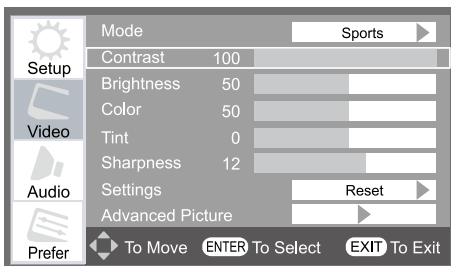 Setup
Video
Audio
Prefer
Mode Sports
Contrast 100
Brightness 50
Color 50
Tint 0
Sharpness 12
Settings Reset
Advanced Picture
To Move ENTER To Select EXIT To Exit